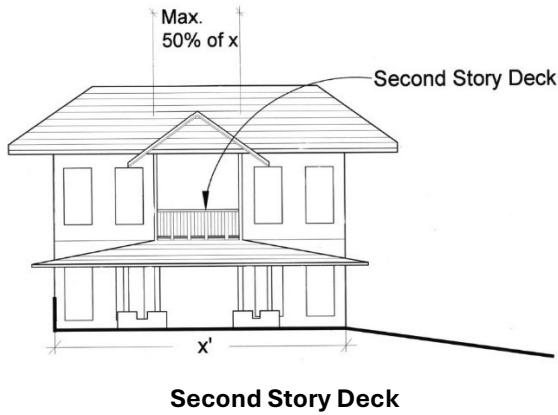 Max.
50% of x
Second Story Deck
x'
Second Story Deck